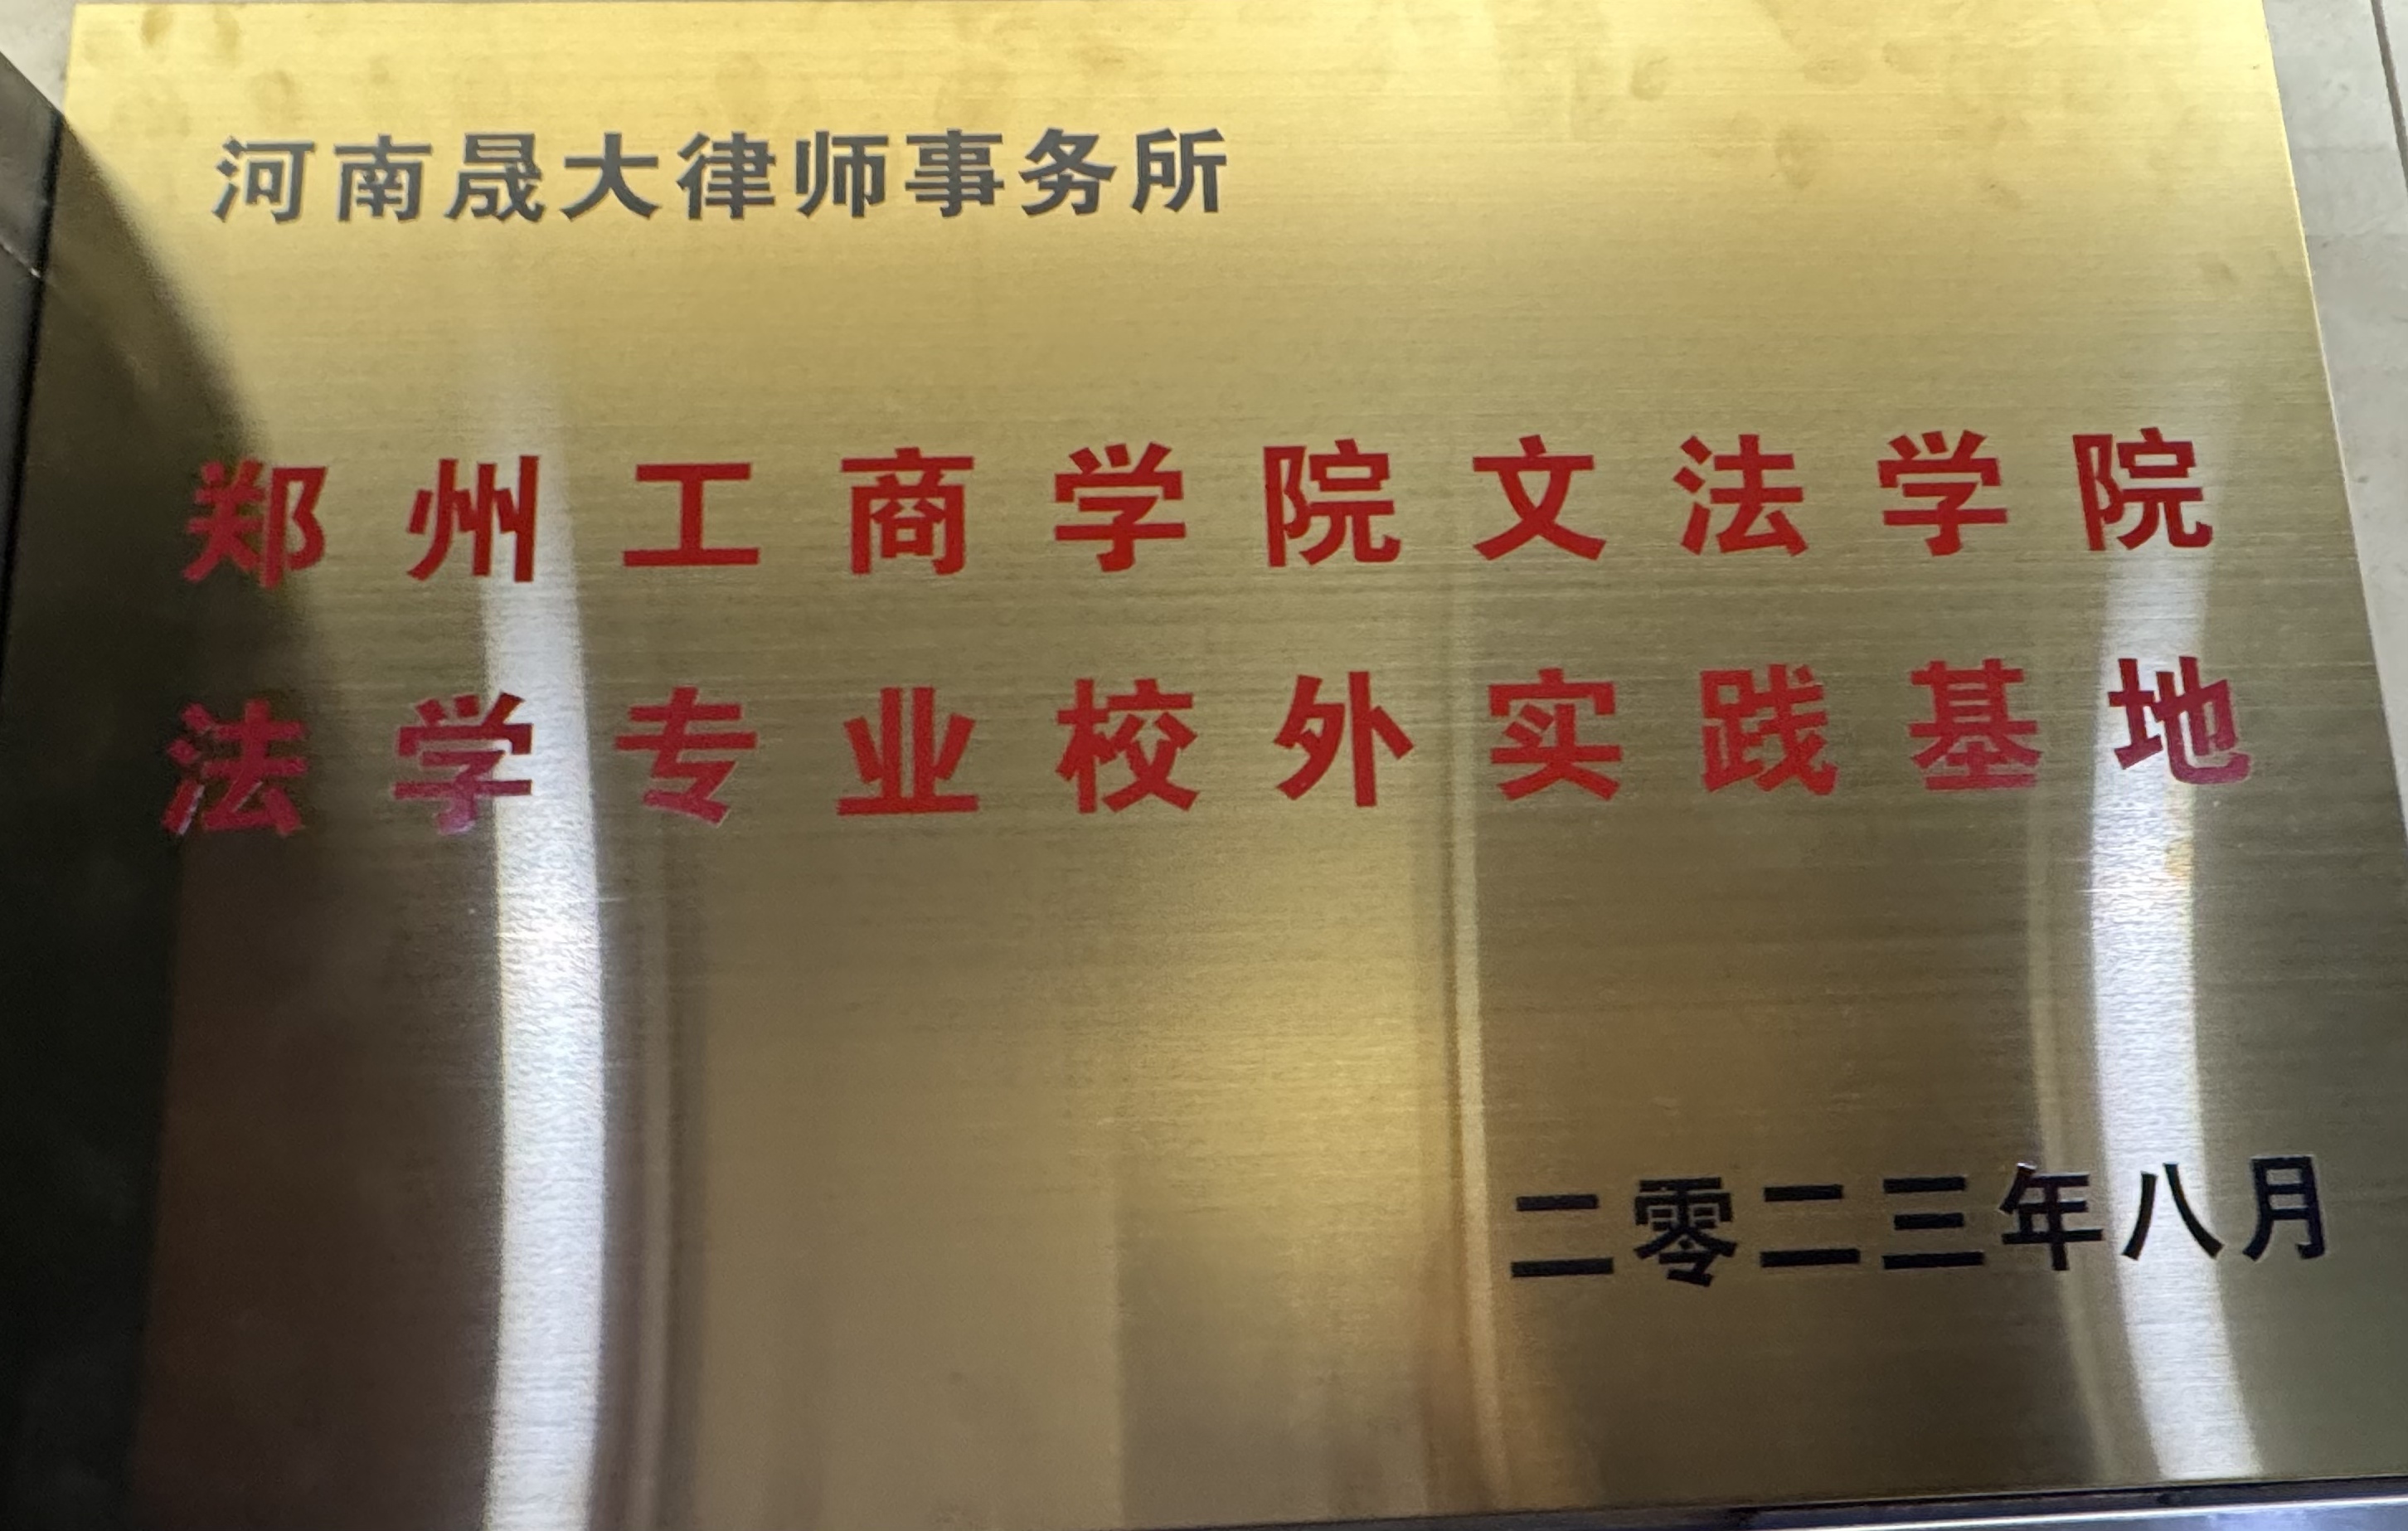 河南晟大律师事务所
郑州工商学院文法学院
法学专业校外实践基地
二零二三年八月